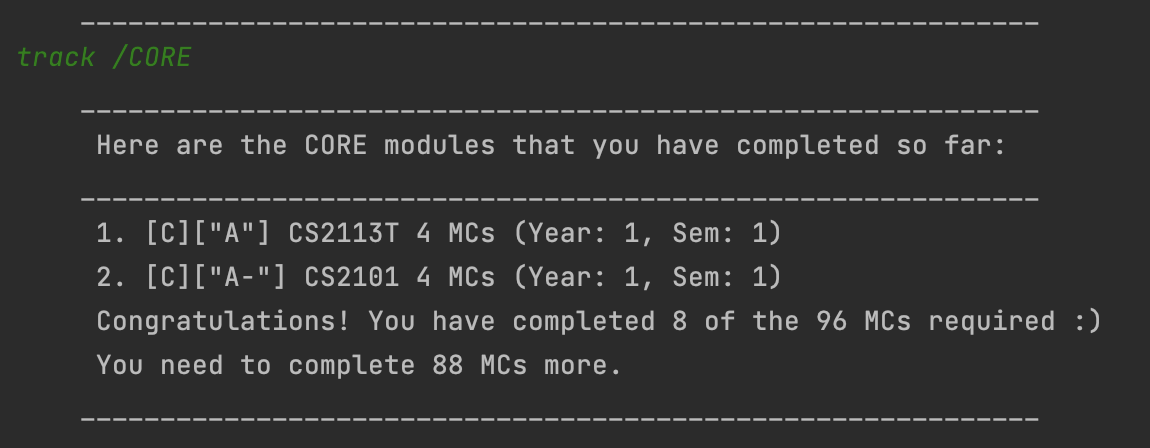 ____________________________________________________________
track /CORE
____________________________________________________________
Here are the CORE modules that you have completed so far:
____________________________________________________________
1. [C]["A"] CS2113T 4 MCs (Year: 1, Sem: 1)
2. [C]["A-"] CS2101 4 MCs (Year: 1, Sem: 1)
Congratulations! You have completed 8 of the 96 MCs required :)
You need to complete 88 MCs more.
____________________________________________________________